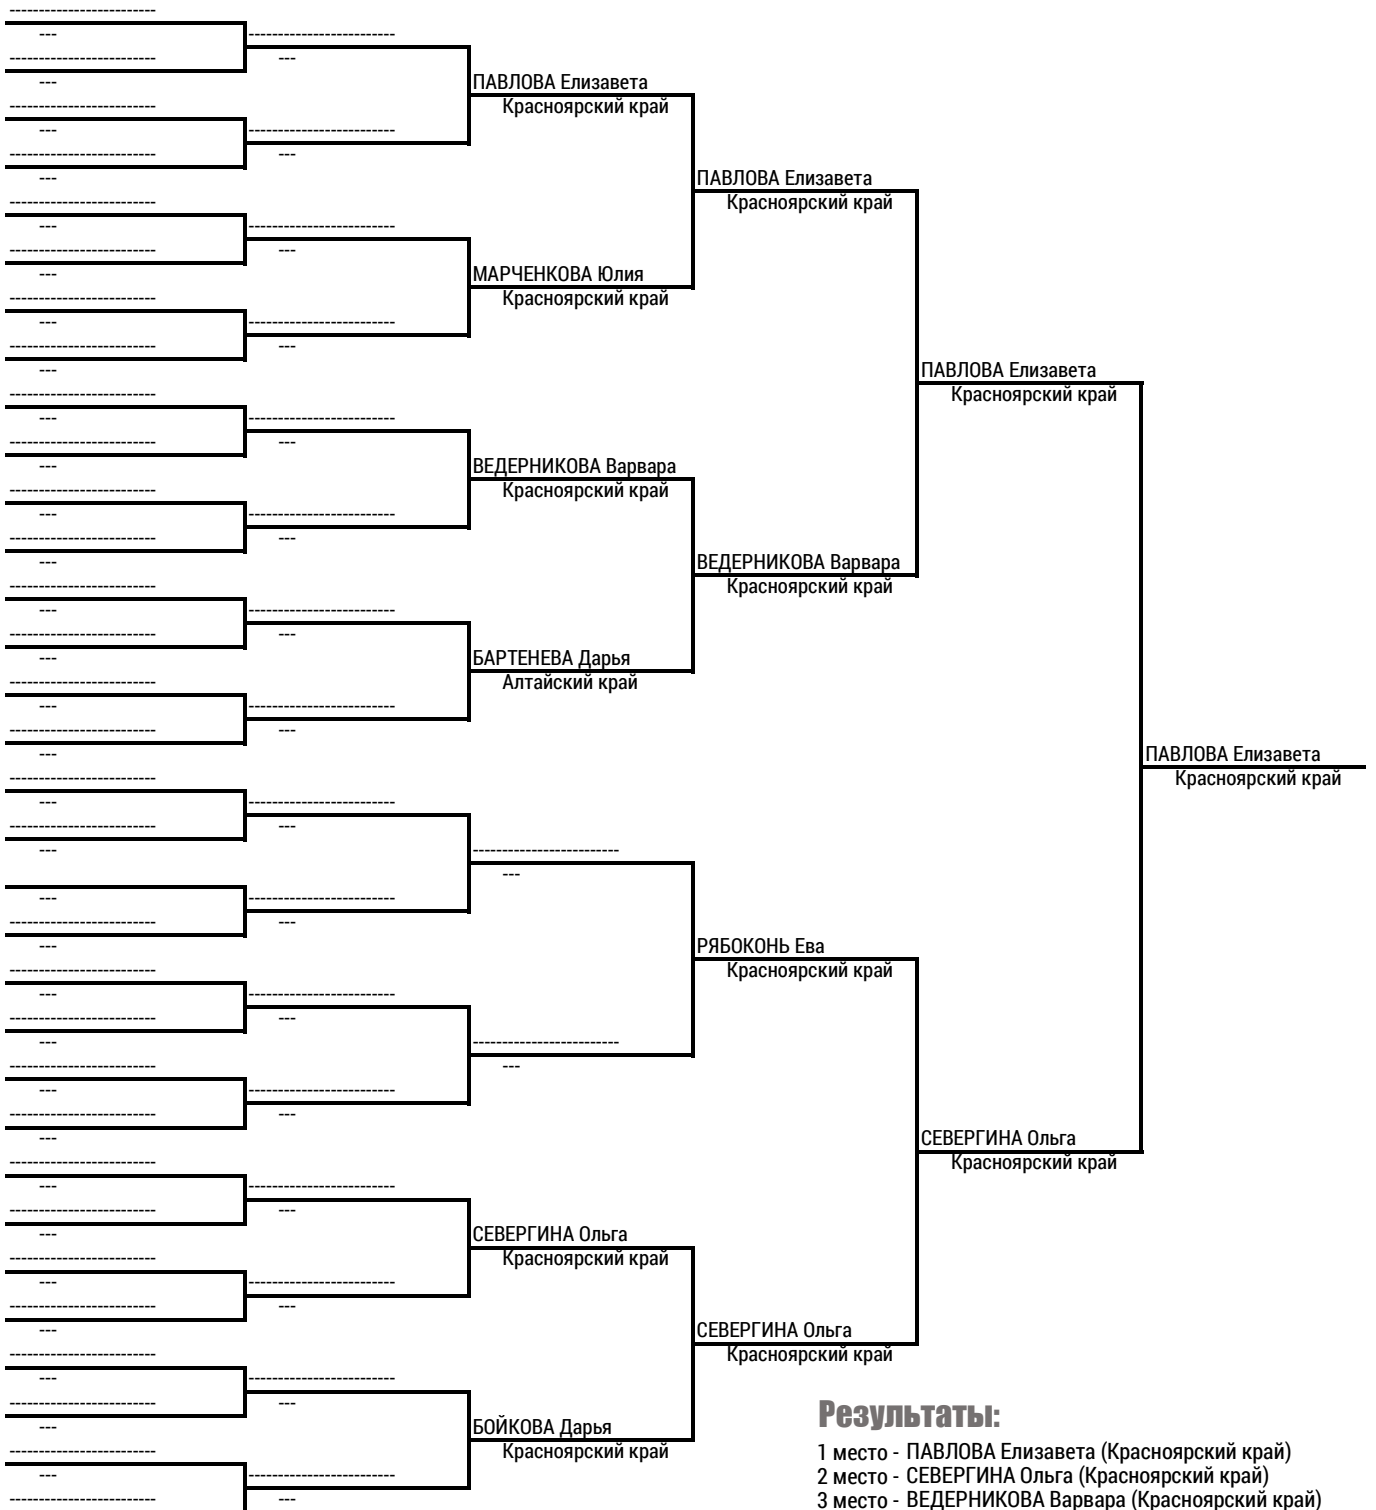 -------------------------
---
-------------------------
---
-------------------------
---
-------------------------
---
-------------------------
---
-------------------------
---
ПАВЛОВА Елизавета
Красноярский край
ПАВЛОВА Елизавета
Красноярский край
МАРЧЕНКОВА Юлия
Красноярский край
ПАВЛОВА Елизавета
Красноярский край
ВЕДЕРНИКОВА Варвара
Красноярский край
ВЕДЕРНИКОВА Варвара
Красноярский край
БАРТЕНЕВА Дарья
Алтайский край
ПАВЛОВА Елизавета
Красноярский край
-------------------------
---
РЯБОКОНЬ Ева
Красноярский край
-------------------------
---
СЕВЕРГИНА Ольга
Красноярский край
СЕВЕРГИНА Ольга
Красноярский край
СЕВЕРГИНА Ольга
Красноярский край
БОЙКОВА Дарья
Красноярский край
Результаты:
1 место - ПАВЛОВА Елизавета (Красноярский край)
2 место - СЕВЕРГИНА Ольга (Красноярский край)
3 место - ВЕДЕРНИКОВА Варвара (Красноярский край)